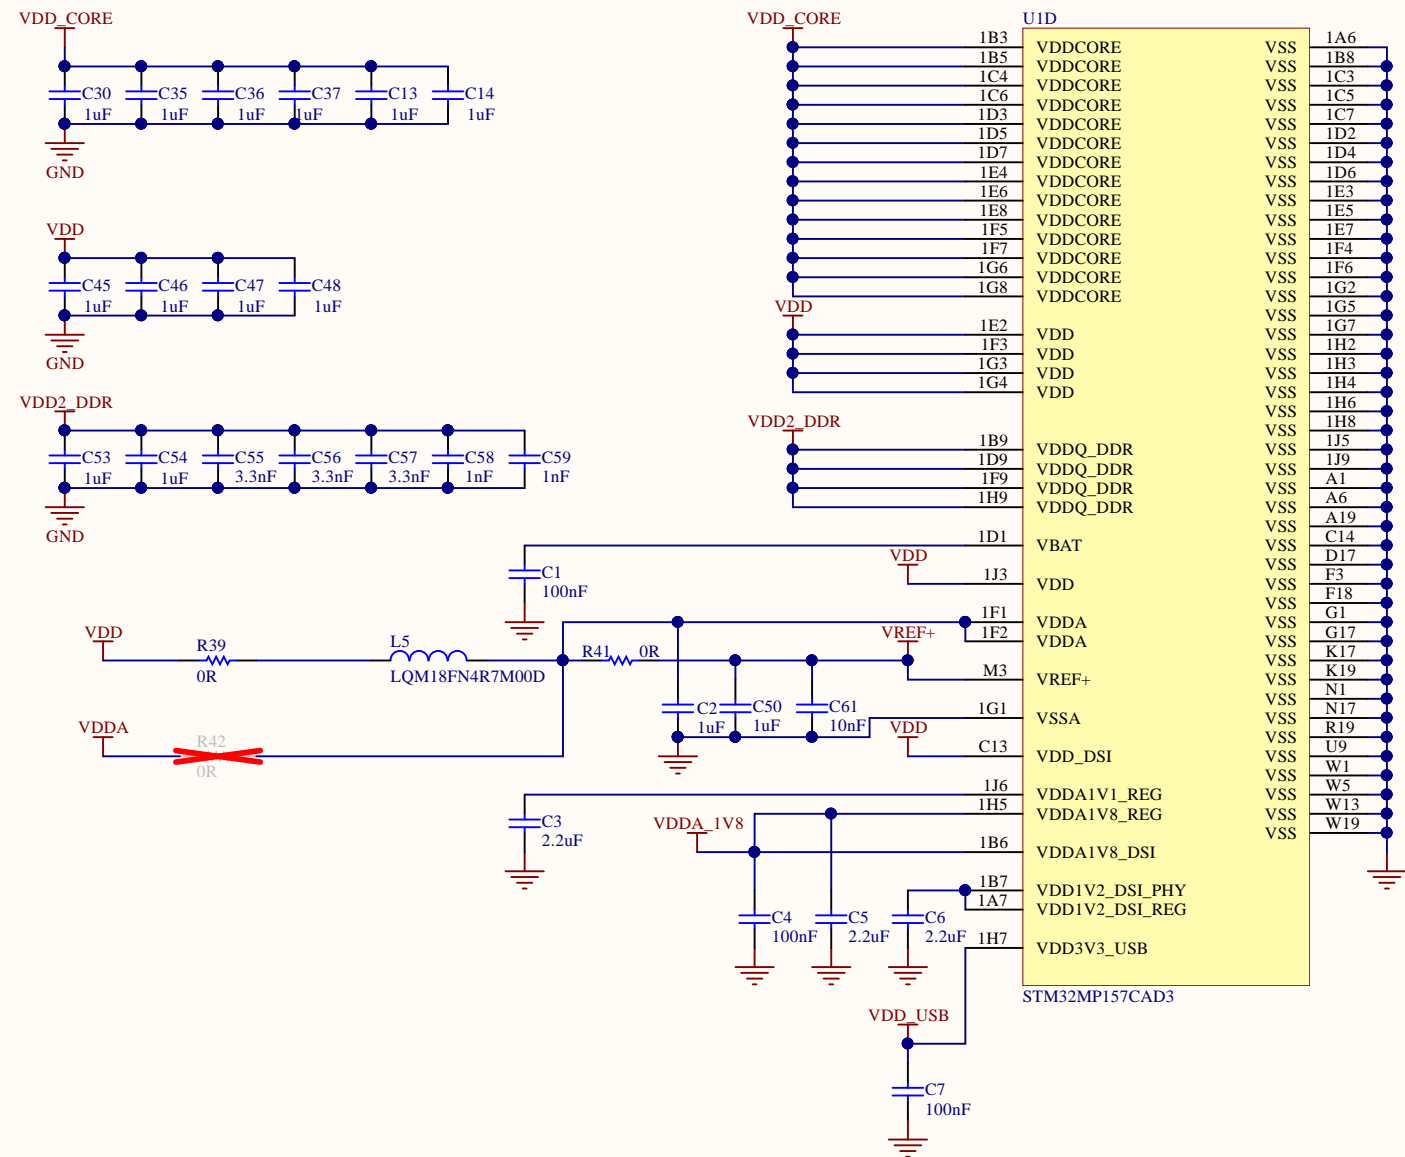 VDD_CORE
C30 C35 C36 C37 C13 C14
1uF 1uF 1uF 1uF 1uF 1uF
GND
VDD
C45 C46 C47 C48
1uF 1uF 1uF 1uF
GND
VDD2_DDR
C53 C54 C55 C56 C57 C58 C59
1uF 1uF 3.3nF 3.3nF 3.3nF 1nF 1nF
GND
C1
100nF
VDD
R39
0R
L5
LQM18FN4R7M00D
R41 0R
VREF+
C2 C50 C61
1uF 1uF 10nF
VDDA
R42
0R
VDD
C3
2.2uF
VDDA_1V8
C4 C5 C6
100nF 2.2uF 2.2uF
VDD_USB
C7
100nF
VDD_CORE
VDD
VDD2_DDR
VDD
U1D
1B3 VDDCORE
1B5 VDDCORE
1C4 VDDCORE
1C6 VDDCORE
1D3 VDDCORE
1D5 VDDCORE
1D7 VDDCORE
1E4 VDDCORE
1E6 VDDCORE
1E8 VDDCORE
1F5 VDDCORE
1F7 VDDCORE
1G6 VDDCORE
1G8 VDDCORE
1E2 VDD
1F3 VDD
1G3 VDD
1G4 VDD
1B9 VDDQ_DDR
1D9 VDDQ_DDR
1F9 VDDQ_DDR
1H9 VDDQ_DDR
1D1 VBAT
1J3 VDD
1F1 VDDA
1F2 VDDA
M3 VREF+
1G1 VSSA
C13 VDD_DSI
1J6 VDDA1V1_REG
1H5 VDDA1V8_REG
1B6 VDDA1V8_DSI
1B7 VDD1V2_DSI_PHY
1A7 VDD1V2_DSI_REG
1H7 VDD3V3_USB
VSS 1A6
VSS 1B8
VSS 1C3
VSS 1C5
VSS 1C7
VSS 1D2
VSS 1D4
VSS 1D6
VSS 1E3
VSS 1E5
VSS 1E7
VSS 1F4
VSS 1F6
VSS 1G2
VSS 1G5
VSS 1G7
VSS 1H2
VSS 1H3
VSS 1H4
VSS 1H6
VSS 1H8
VSS 1J5
VSS 1J9
VSS A1
VSS A6
VSS A19
VSS C14
VSS D17
VSS F3
VSS F18
VSS G1
VSS G17
VSS K17
VSS K19
VSS N1
VSS N17
VSS R19
VSS U9
VSS W1
VSS W5
VSS W13
VSS W19
STM32MP157CAD3